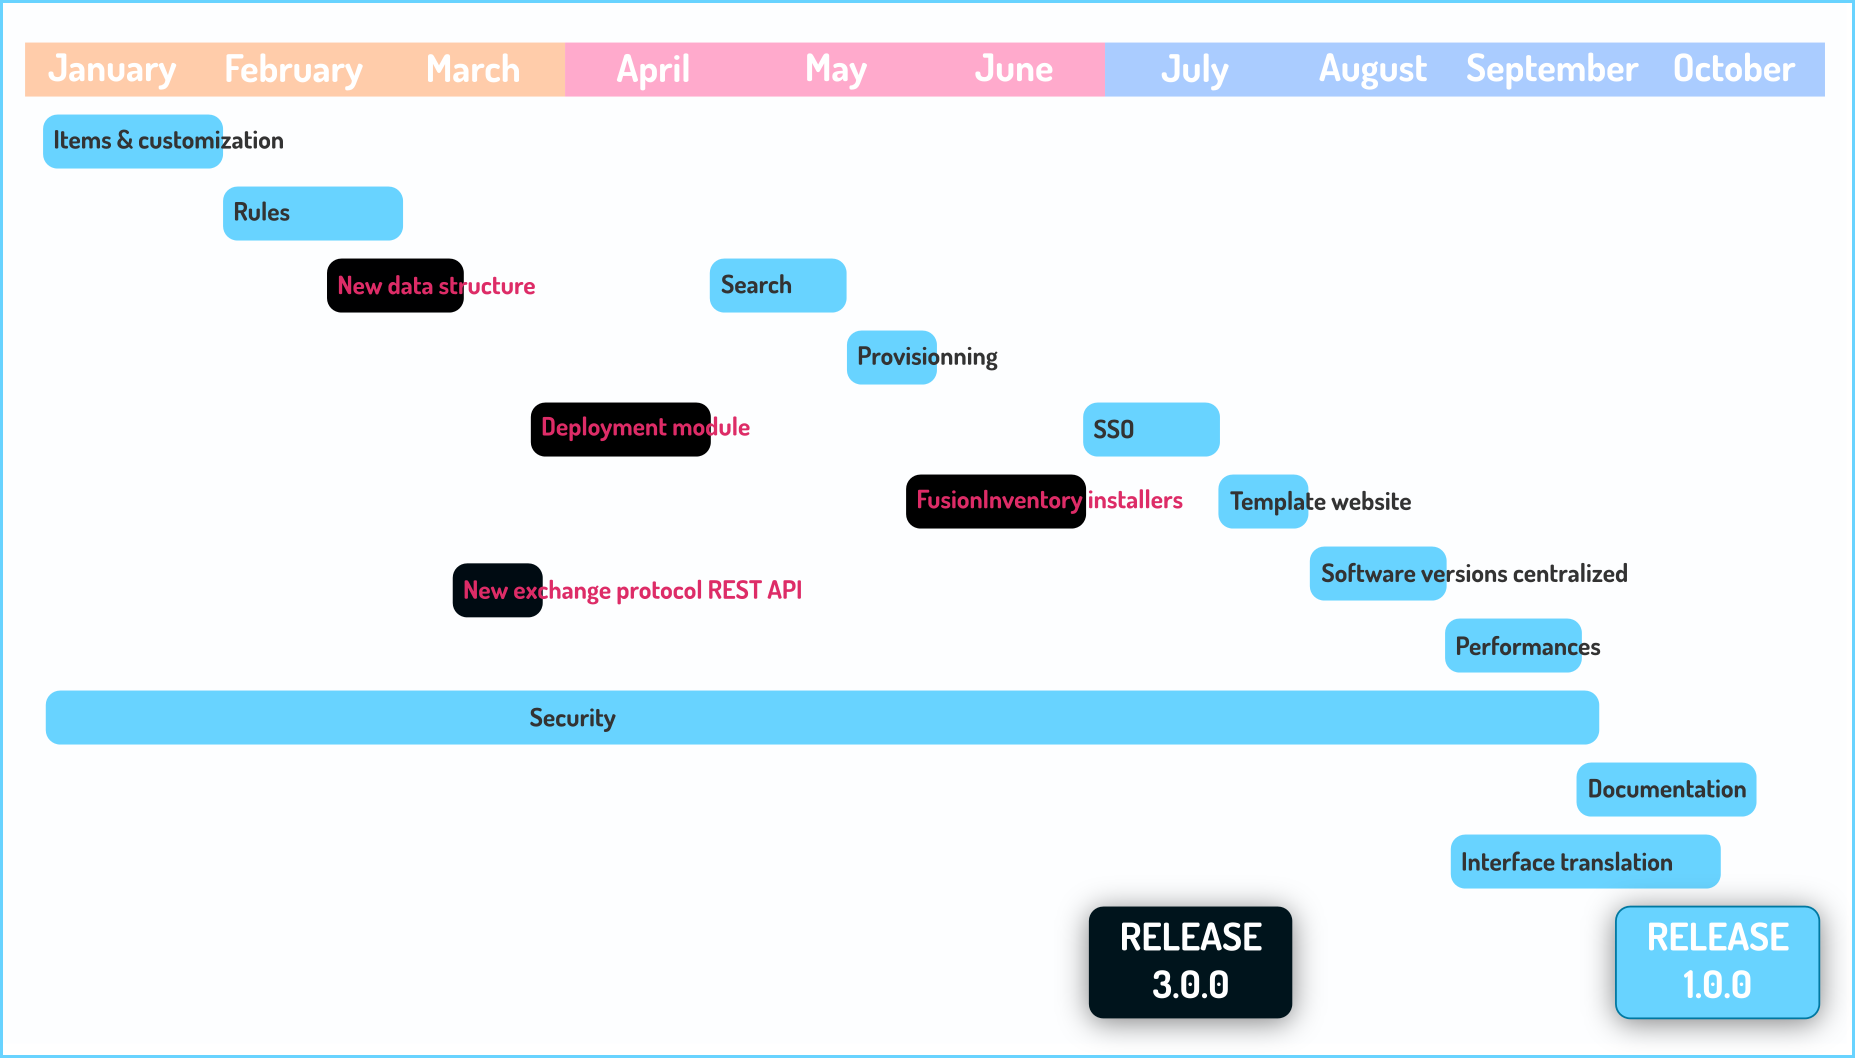 January February March April May June July August September October
Items & customization
Rules
New data structure
Search
Provisionning
Deployment module
SSO
FusionInventory installers
Template website
Software versions centralized
New exchange protocol REST API
Performances
Security
Documentation
Interface translation
RELEASE
3.0.0
RELEASE
1.0.0